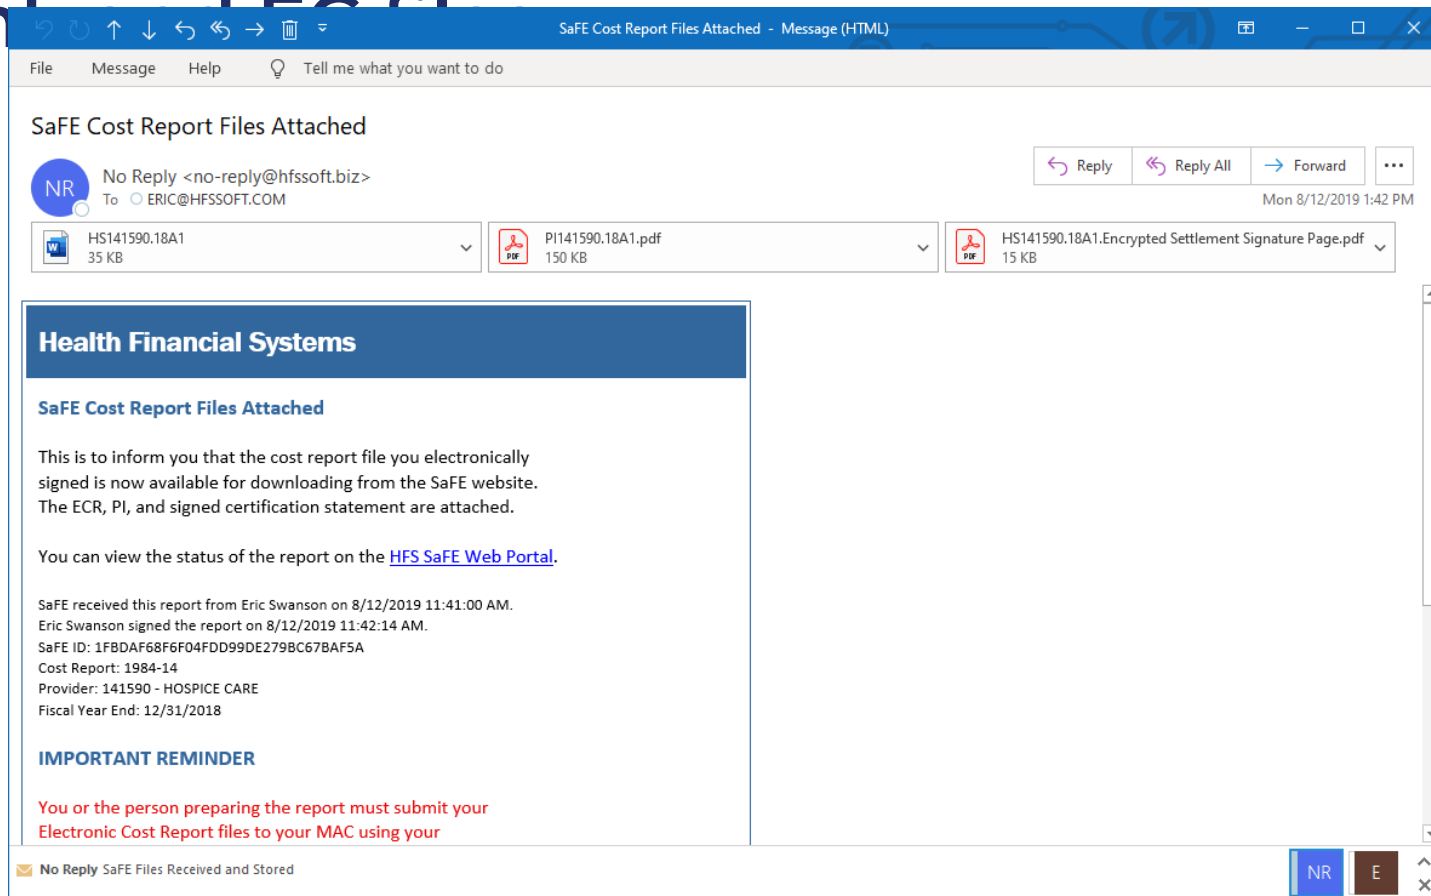 SaFE Cost Report Files Attached - Message (HTML)
File Message Help Tell me what you want to do
SaFE Cost Report Files Attached
Reply Reply All Forward
NR No Reply <no-reply@hfssoft.biz>
To ERIC@HFSSOFT.COM
Mon 8/12/2019 1:42 PM
HS141590.18A1
35 KB
PI141590.18A1.pdf
150 KB
HS141590.18A1.Encrypted Settlement Signature Page.pdf
15 KB
Health Financial Systems
SaFE Cost Report Files Attached
This is to inform you that the cost report file you electronically
signed is now available for downloading from the SaFE website.
The ECR, PI, and signed certification statement are attached.
You can view the status of the report on the HFS SaFE Web Portal.
SaFE received this report from Eric Swanson on 8/12/2019 11:41:00 AM.
Eric Swanson signed the report on 8/12/2019 11:42:14 AM.
SaFE ID: 1FBDAF68F6F04FDD99DE279BC67BAF5A
Cost Report: 1984-14
Provider: 141590 - HOSPICE CARE
Fiscal Year End: 12/31/2018
IMPORTANT REMINDER
You or the person preparing the report must submit your
Electronic Cost Report files to your MAC using your
No Reply SaFE Files Received and Stored
NR E